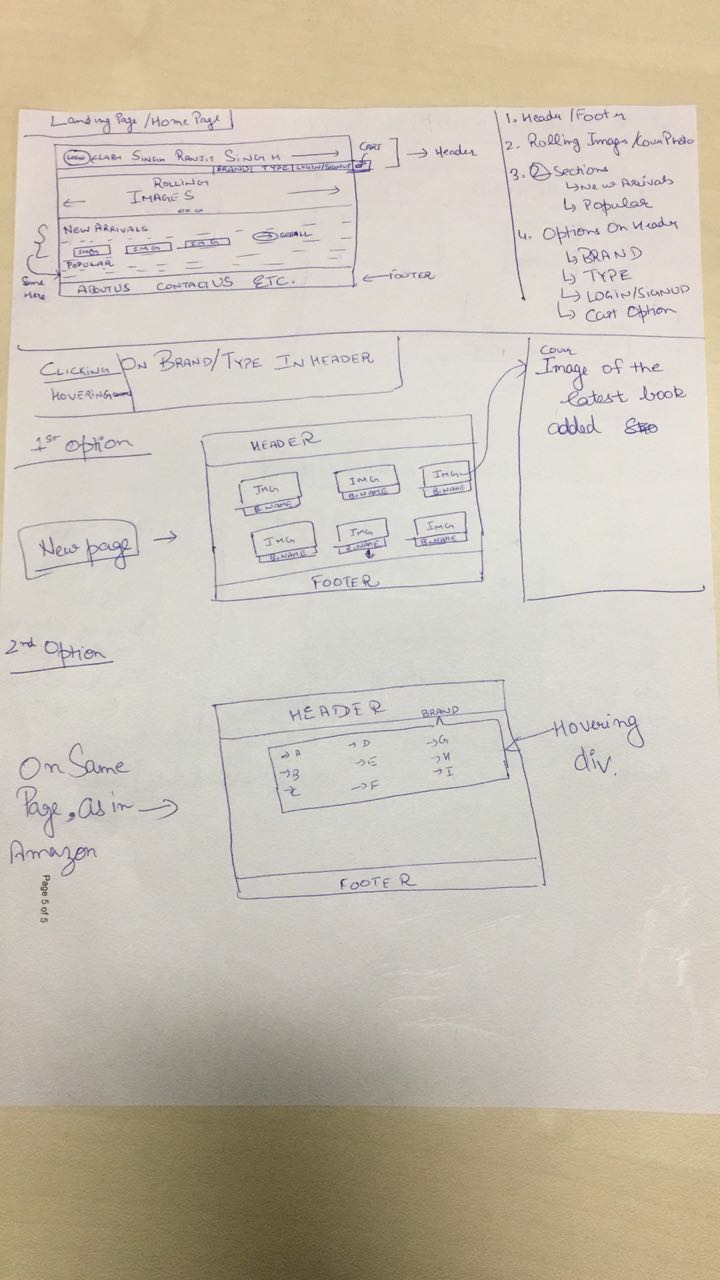 Landing Page/Home Page
LOGO LABH SINGH RANJIT SINGH
CART
Header
BRAND TYPE LOGIN/SIGNUP
ROLLING
IMAGES
NEW ARRIVALS
IMG IMG IMG SCROLL
POPULAR
Same
Here
ABOUT US CONTACT US ETC.
FOOTER
1. Header/Footer
2. Rolling Images/Cover Photo
3. 2 Sections
New Arivals
Popular
4. Options On Header
BRAND
TYPE
LOGIN/SIGNUP
Cart Option
CLICKING ON BRAND/TYPE IN HEADER
HOVERING
1st Option
New page
HEADER
IMG IMG IMG
B.NAME B.NAME B.NAME
IMG IMG IMG
B.NAME B.NAME B.NAME
FOOTER
Cover
Image of the
latest book
added
2nd Option
On Same
Page, as in
Amazon
HEADER BRAND
A D G
B E H
C F I
FOOTER
Hovering
div.
Page 5 of 5